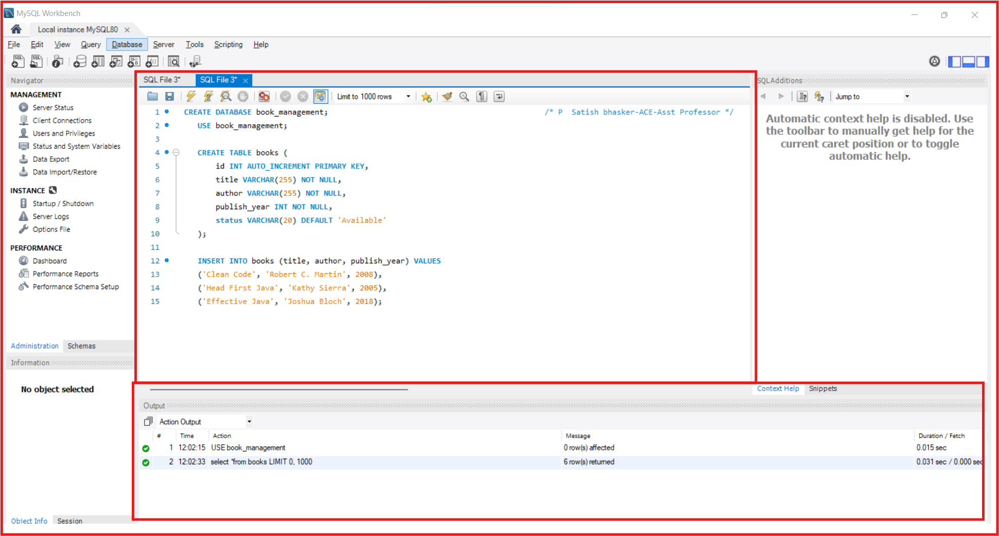 MySQL Workbench
Local instance MySQL80
File Edit View Query Database Server Tools Scripting Help
Navigator
MANAGEMENT
Server Status
Client Connections
Users and Privileges
Status and System Variables
Data Export
Data Import/Restore
INSTANCE
Startup / Shutdown
Server Logs
Options File
PERFORMANCE
Dashboard
Performance Reports
Performance Schema Setup
Administration Schemas
Information
No object selected
Object Info Session
SQL File 3* SQL File 3*
Limit to 1000 rows
1 CREATE DATABASE book_management; /* P  Satish bhasker-ACE-Asst Professor */
2 USE book_management;
3
4 CREATE TABLE books (
5 id INT AUTO_INCREMENT PRIMARY KEY,
6 title VARCHAR(255) NOT NULL,
7 author VARCHAR(255) NOT NULL,
8 publish_year INT NOT NULL,
9 status VARCHAR(20) DEFAULT 'Available'
10 );
11
12 INSERT INTO books (title, author, publish_year) VALUES
13 ('Clean Code', 'Robert C. Martin', 2008),
14 ('Head First Java', 'Kathy Sierra', 2005),
15 ('Effective Java', 'Joshua Bloch', 2018);
SQLAdditions
Jump to
Automatic context help is disabled. Use
the toolbar to manually get help for the
current caret position or to toggle
automatic help.
Context Help Snippets
Output
Action Output
# Time Action Message Duration / Fetch
1 12:02:15 USE book_management 0 row(s) affected 0.015 sec
2 12:02:33 select *from books LIMIT 0, 1000 6 row(s) returned 0.031 sec / 0.000 sec